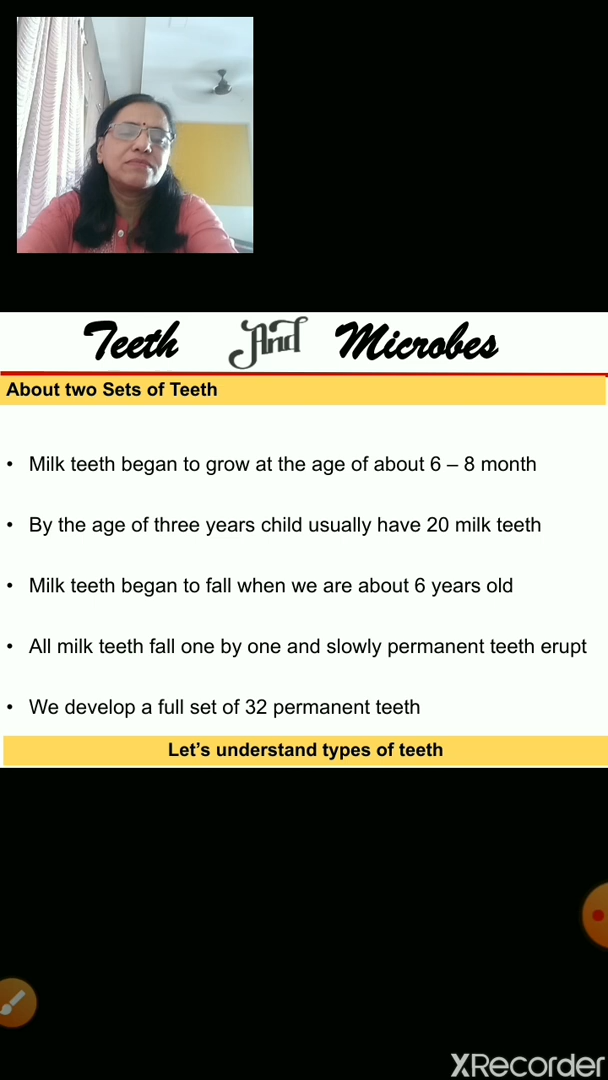 Teeth And Microbes
About two Sets of Teeth
• Milk teeth began to grow at the age of about 6 – 8 month
• By the age of three years child usually have 20 milk teeth
• Milk teeth began to fall when we are about 6 years old
• All milk teeth fall one by one and slowly permanent teeth erupt
• We develop a full set of 32 permanent teeth
Let’s understand types of teeth
XRecorder